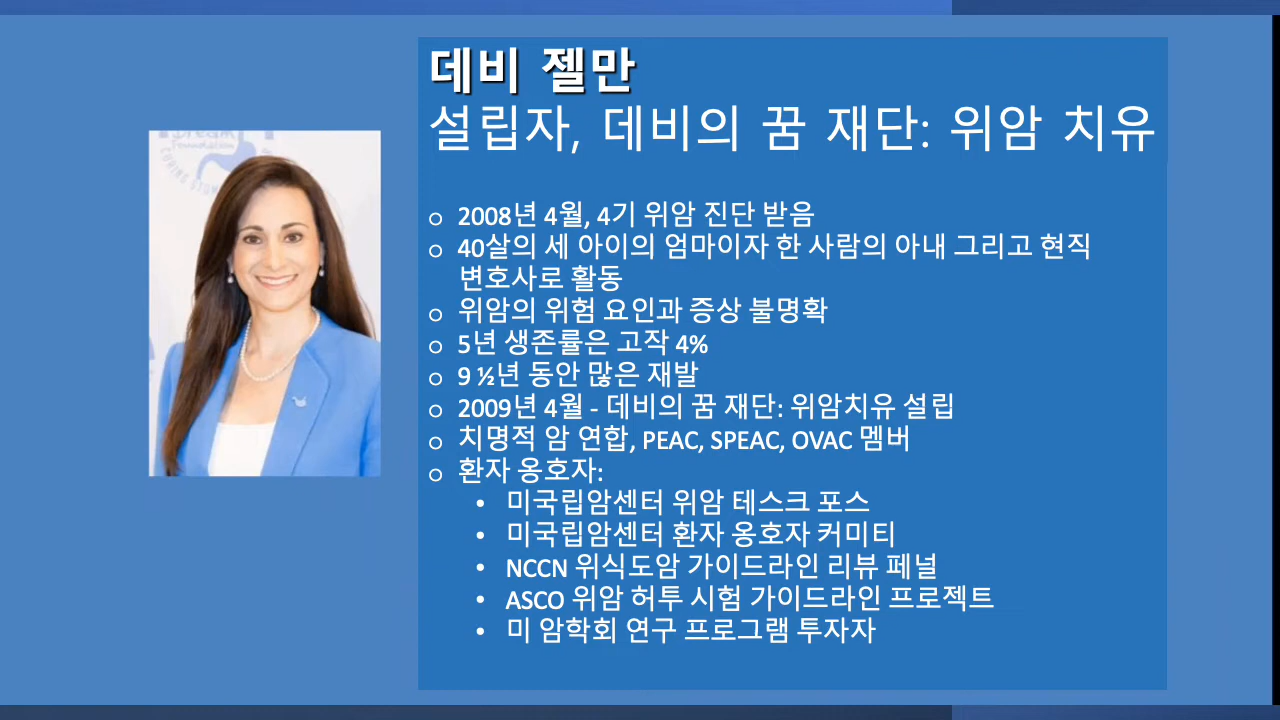 데비 젤만
설립자, 데비의 꿈 재단: 위암 치유
Dream
Foundation
CURING STOM
○ 2008년 4월, 4기 위암 진단 받음
○ 40살의 세 아이의 엄마이자 한 사람의 아내 그리고 현직
변호사로 활동
○ 위암의 위험 요인과 증상 불명확
○ 5년 생존률은 고작 4%
○ 9 ½년 동안 많은 재발
○ 2009년 4월 - 데비의 꿈 재단: 위암치유 설립
○ 치명적 암 연합, PEAC, SPEAC, OVAC 멤버
○ 환자 옹호자:
• 미국립암센터 위암 테스크 포스
• 미국립암센터 환자 옹호자 커미티
• NCCN 위식도암 가이드라인 리뷰 페널
• ASCO 위암 허투 시험 가이드라인 프로젝트
• 미 암학회 연구 프로그램 투자자